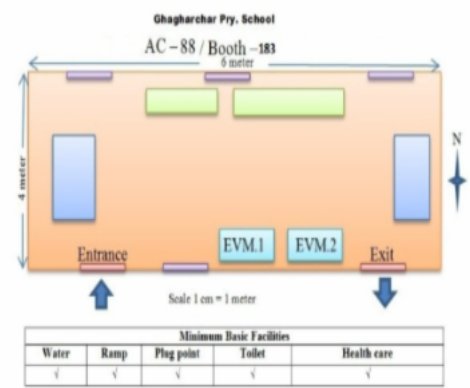 Ghagharchar Pry. School
AC – 88 / Booth –183
6 meter
4 meter
N
EVM.1 EVM.2
Entrance Exit
Scale 1 cm = 1 meter
Minimum Basic Facilities
Water Ramp Plug point Toilet Health care
√ √ √ √ √